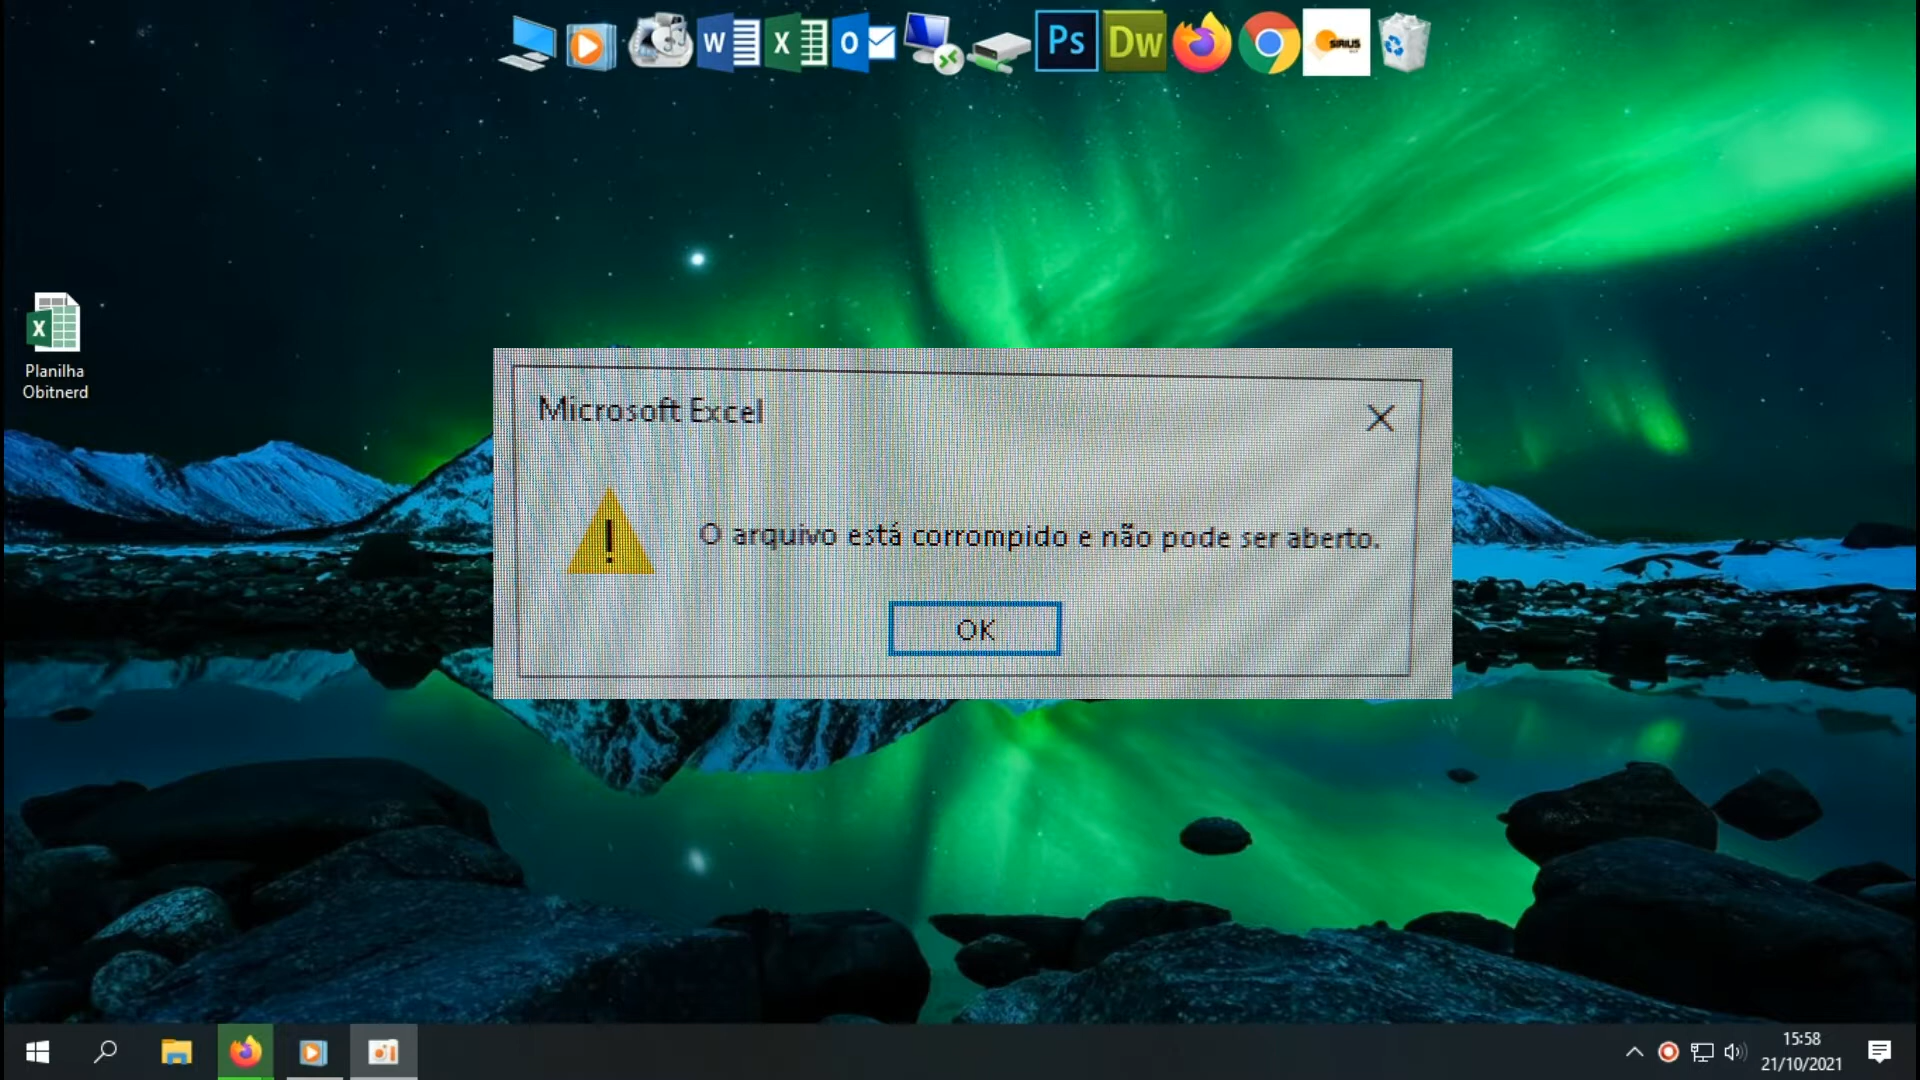 W
X
O
Ps
Dw
SIRIUS
X
Planilha
Obitnerd
Microsoft Excel
O arquivo está corrompido e não pode ser aberto.
OK
15:58
21/10/2021